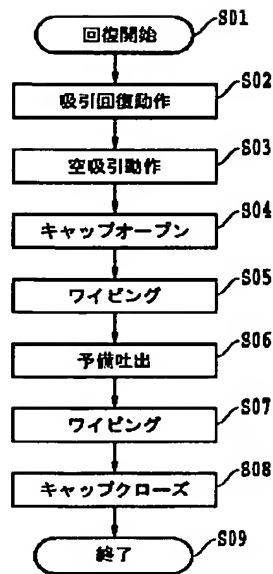 回復開始 S01
吸引回復動作 S02
空吸引動作 S03
キャップオープン S04
ワイピング S05
予備吐出 S06
ワイピング S07
キャップクローズ S08
終了 S09